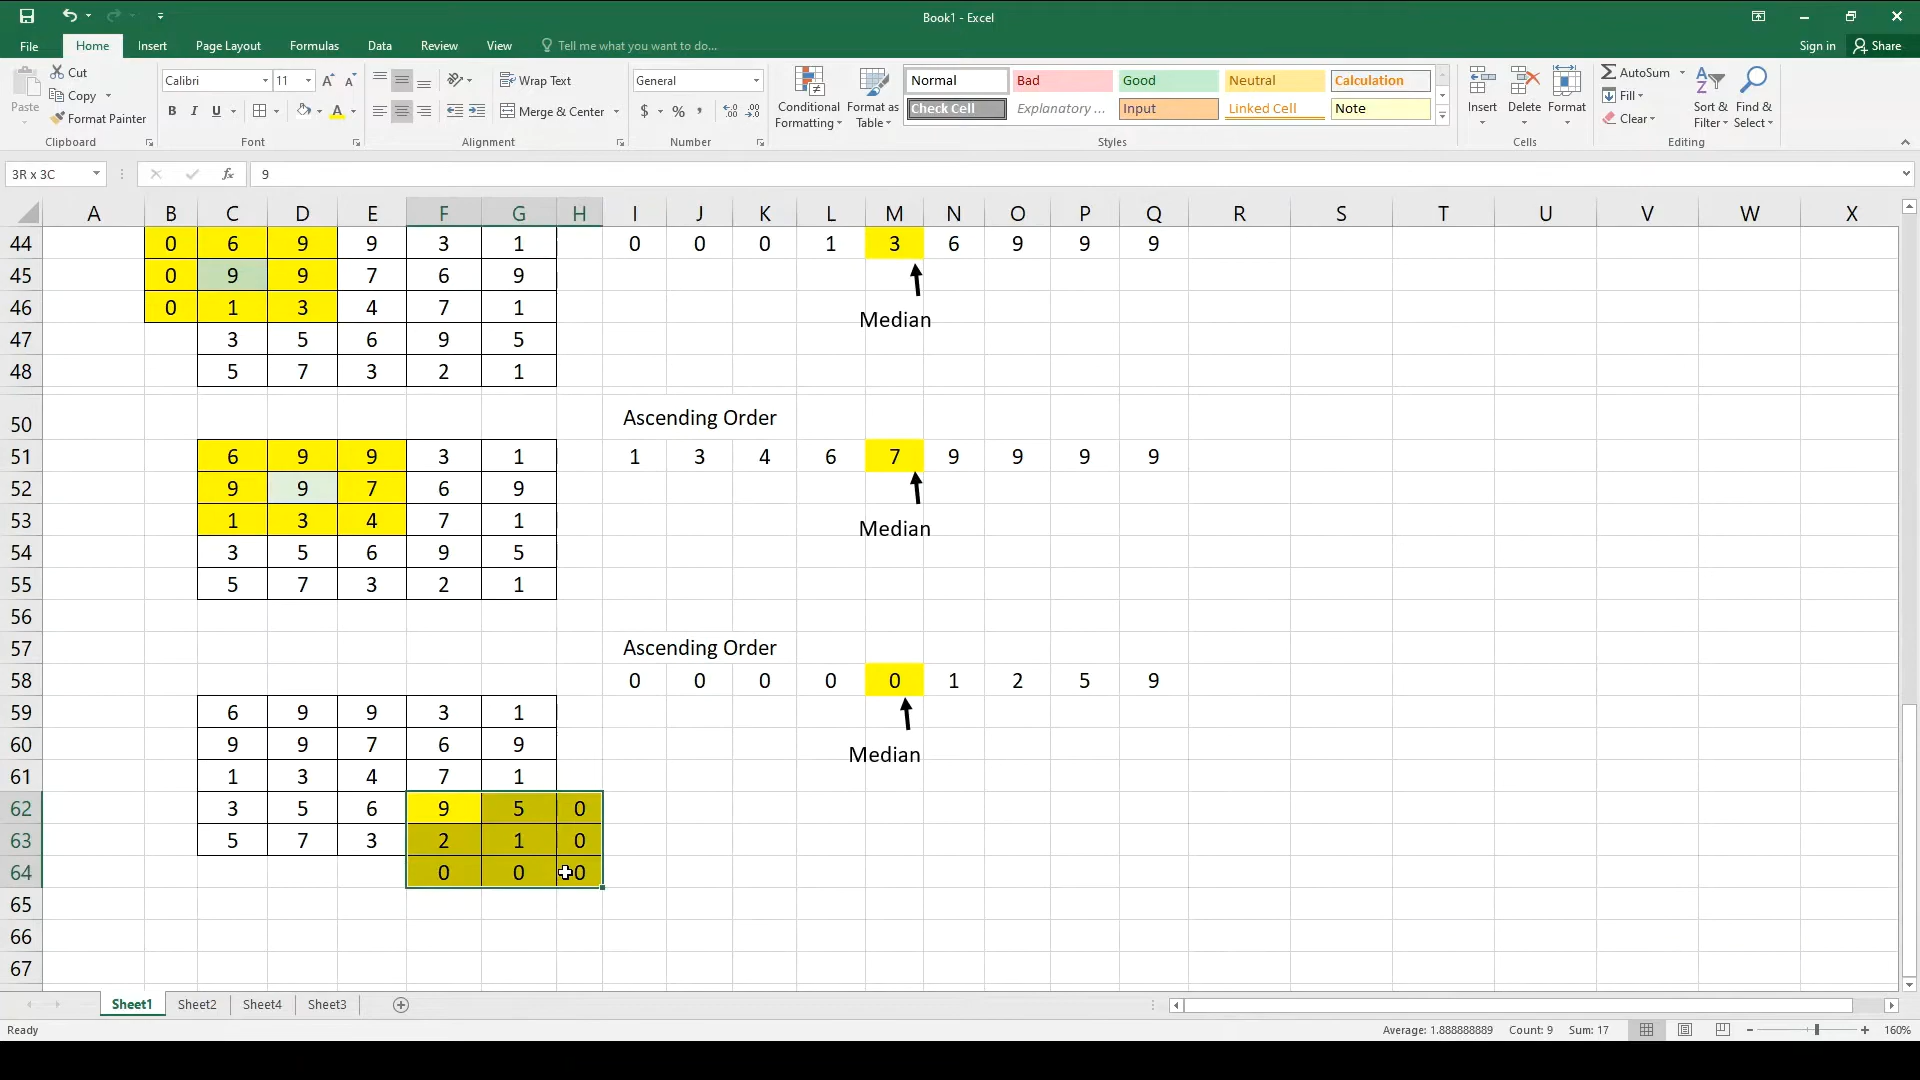 Book1 - Excel
File Home Insert Page Layout Formulas Data Review View Tell me what you want to do... Sign in Share
Paste Cut Copy Format Painter
Calibri 11
B I U A
Wrap Text
Merge & Center
General
$ % ,
Conditional Formatting Format as Table
Normal Bad Good Neutral Calculation
Check Cell Explanatory ... Input Linked Cell Note
Insert Delete Format
AutoSum
Fill
Clear
Sort & Filter Find & Select
Clipboard Font Alignment Number Styles Cells Editing
3R x 3C fx 9
A B C D E F G H I J K L M N O P Q R S T U V W X
44 0 6 9 9 3 1 0 0 0 1 3 6 9 9 9
45 0 9 9 7 6 9
46 0 1 3 4 7 1
Median
47 3 5 6 9 5
48 5 7 3 2 1
50 Ascending Order
51 6 9 9 3 1 1 3 4 6 7 9 9 9 9
52 9 9 7 6 9
53 1 3 4 7 1
Median
54 3 5 6 9 5
55 5 7 3 2 1
56
57 Ascending Order
58 0 0 0 0 0 1 2 5 9
59 6 9 9 3 1
60 9 9 7 6 9
Median
61 1 3 4 7 1
62 3 5 6 9 5 0
63 5 7 3 2 1 0
64 0 0 0
65
66
67
Sheet1 Sheet2 Sheet4 Sheet3
Ready Average: 1.888888889 Count: 9 Sum: 17 160%